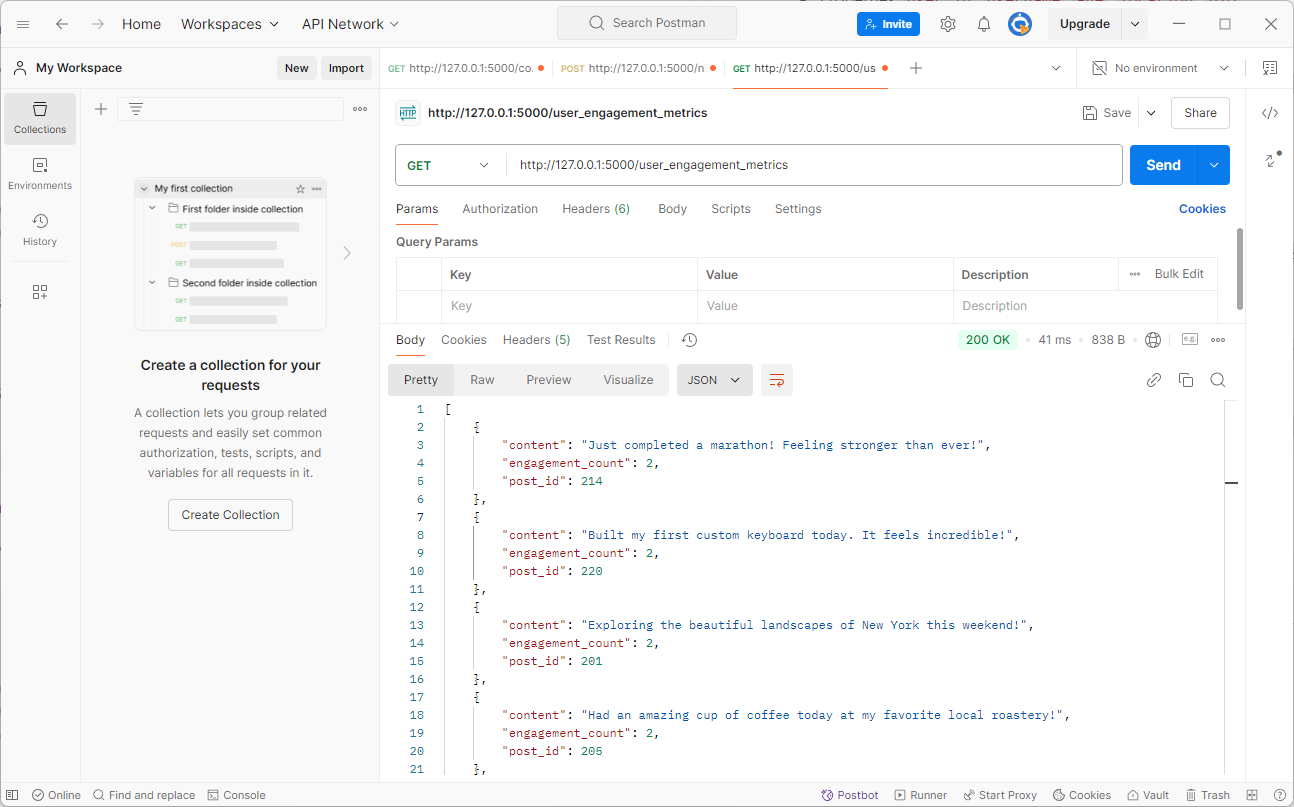 Home Workspaces API Network Search Postman Invite Upgrade
My Workspace New Import GET http://127.0.0.1:5000/co. POST http://127.0.0.1:5000/n GET http://127.0.0.1:5000/us No environment
Collections
Environments
History
My first collection
First folder inside collection
GET
POST
GET
Second folder inside collection
GET
GET
Create a collection for your
requests
A collection lets you group related
requests and easily set common
authorization, tests, scripts, and
variables for all requests in it.
Create Collection
HTTP http://127.0.0.1:5000/user_engagement_metrics Save Share
GET http://127.0.0.1:5000/user_engagement_metrics Send
Params Authorization Headers (6) Body Scripts Settings Cookies
Query Params
Key Value Description Bulk Edit
Key Value Description
Body Cookies Headers (5) Test Results 200 OK 41 ms 838 B e.g.
Pretty Raw Preview Visualize JSON
1 [
2 {
3 "content": "Just completed a marathon! Feeling stronger than ever!",
4 "engagement_count": 2,
5 "post_id": 214
6 },
7 {
8 "content": "Built my first custom keyboard today. It feels incredible!",
9 "engagement_count": 2,
10 "post_id": 220
11 },
12 {
13 "content": "Exploring the beautiful landscapes of New York this weekend!",
14 "engagement_count": 2,
15 "post_id": 201
16 },
17 {
18 "content": "Had an amazing cup of coffee today at my favorite local roastery!",
19 "engagement_count": 2,
20 "post_id": 205
21 },
Online Find and replace Console Postbot Runner Start Proxy Cookies Vault Trash